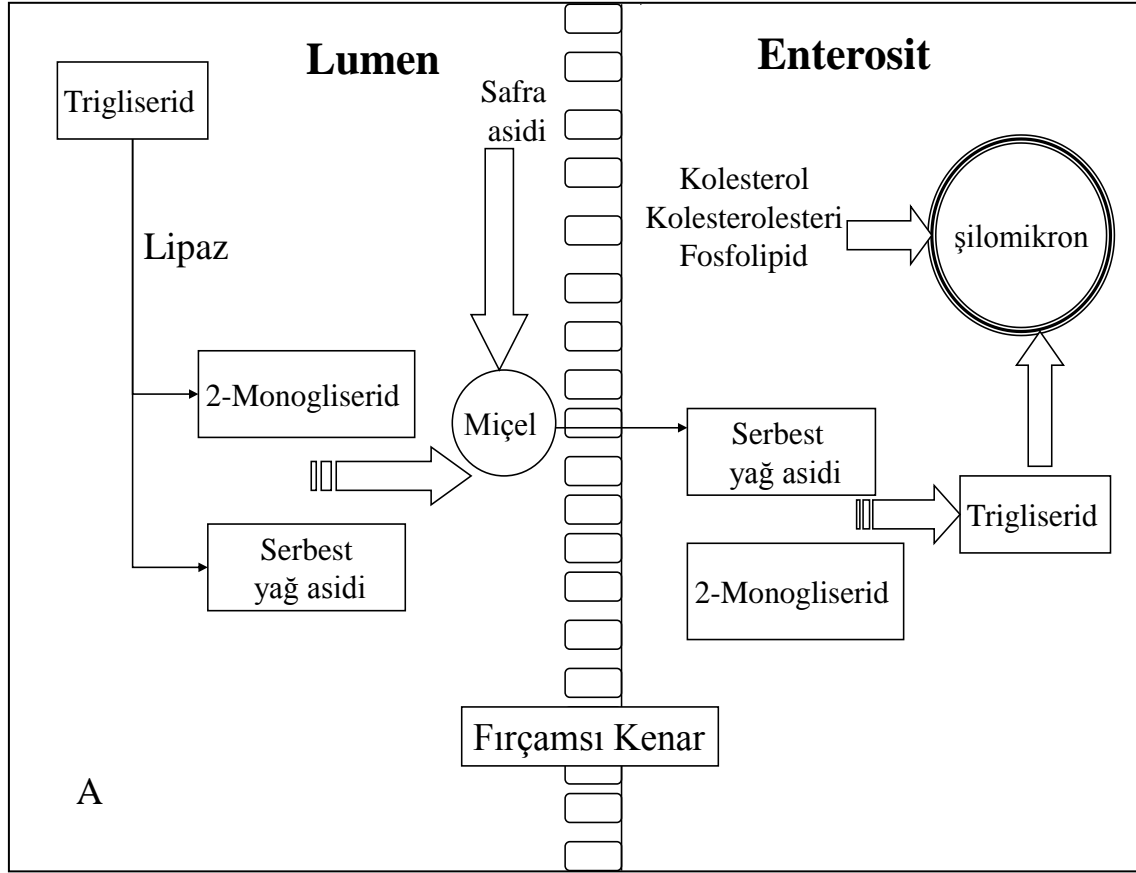 Lumen
Enterosit
Trigliserid
Safra
asidi
Kolesterol
Kolesterolesteri
Fosfolipid
şilomikron
Lipaz
2-Monogliserid
Miçel
Serbest
yağ asidi
Trigliserid
Serbest
yağ asidi
2-Monogliserid
Fırçamsı Kenar
A